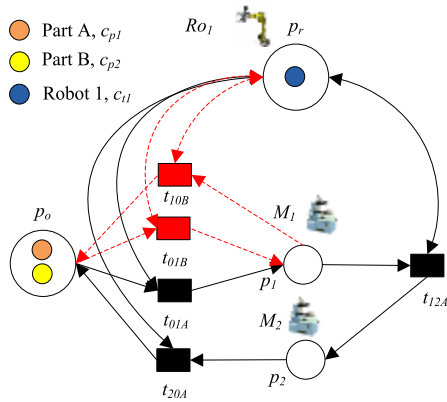 Part A, c_p1
Ro_1
p_r
Part B, c_p2
Robot 1, c_t1
t_10B
M_1
p_o
t_01B
p_1
t_12A
t_01A
M_2
t_20A
p_2